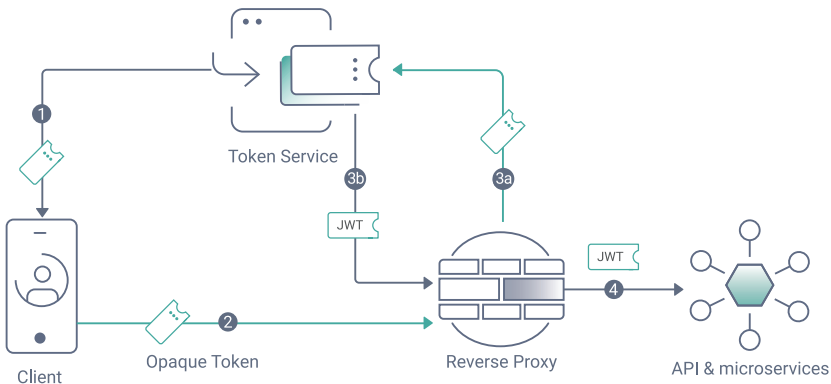 1
Token Service
3b
3a
JWT
JWT
4
2
Opaque Token
Reverse Proxy
API & microservices
Client